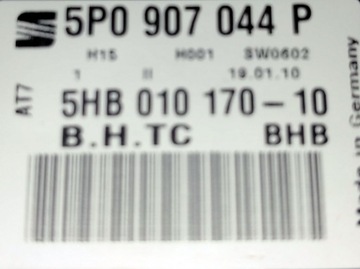 5P0 907 044 P
H15 H001 SW0602
1 II 19.01.10
AT7
5HB 010 170-10
B.H.TC BHB
Made in Germany